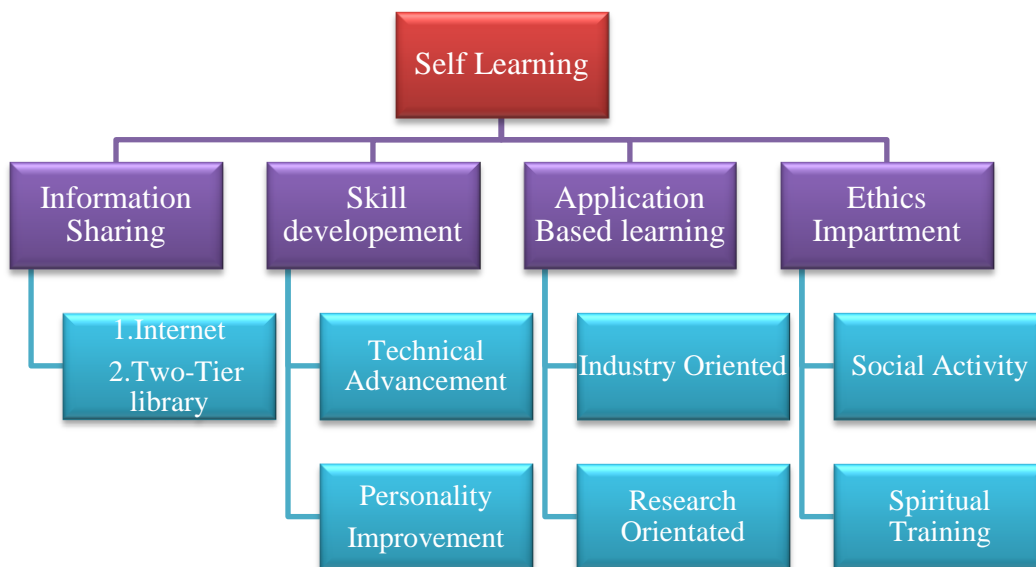 Self Learning
Information
Sharing
Skill
developement
Application
Based learning
Ethics
Impartment
1.Internet
2.Two-Tier
library
Technical
Advancement
Industry Oriented
Social Activity
Personality
Improvement
Research
Orientated
Spiritual
Training